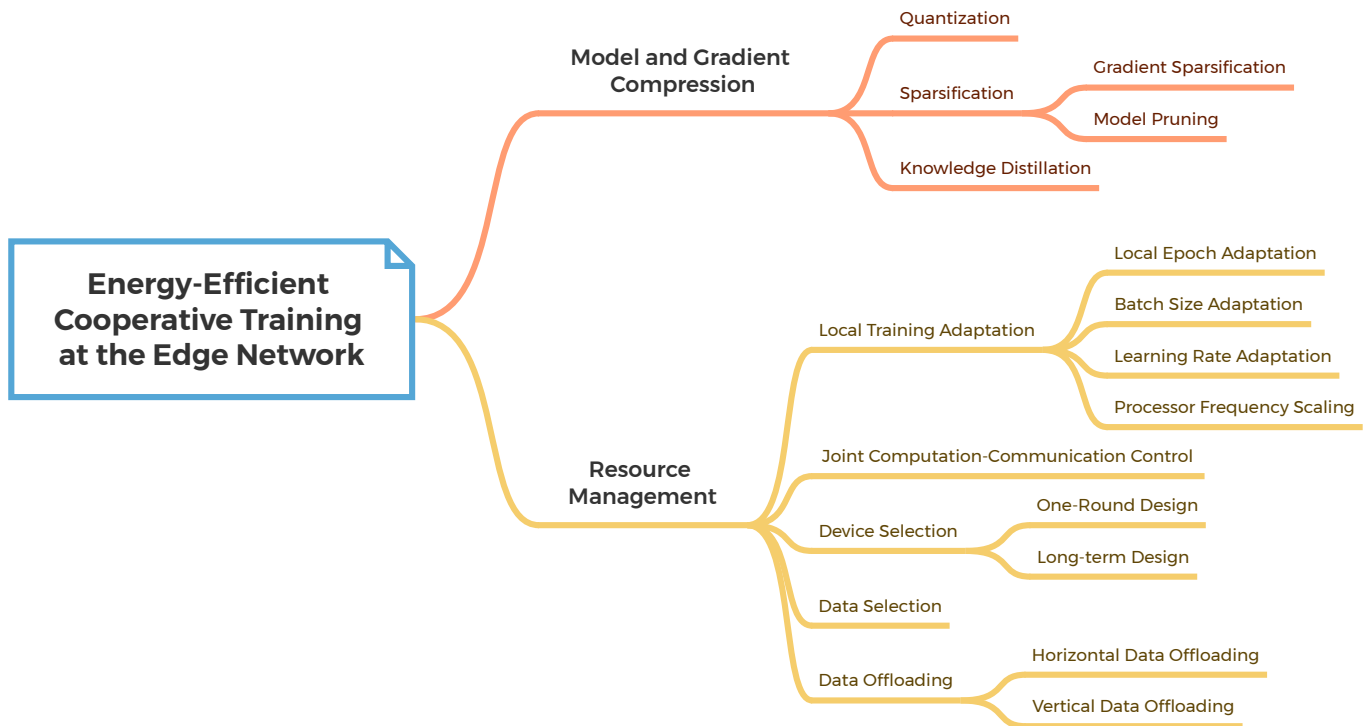 Energy-Efficient
Cooperative Training
at the Edge Network
Model and Gradient
Compression
Quantization
Sparsification
Gradient Sparsification
Model Pruning
Knowledge Distillation
Resource
Management
Local Training Adaptation
Local Epoch Adaptation
Batch Size Adaptation
Learning Rate Adaptation
Processor Frequency Scaling
Joint Computation-Communication Control
Device Selection
One-Round Design
Long-term Design
Data Selection
Data Offloading
Horizontal Data Offloading
Vertical Data Offloading